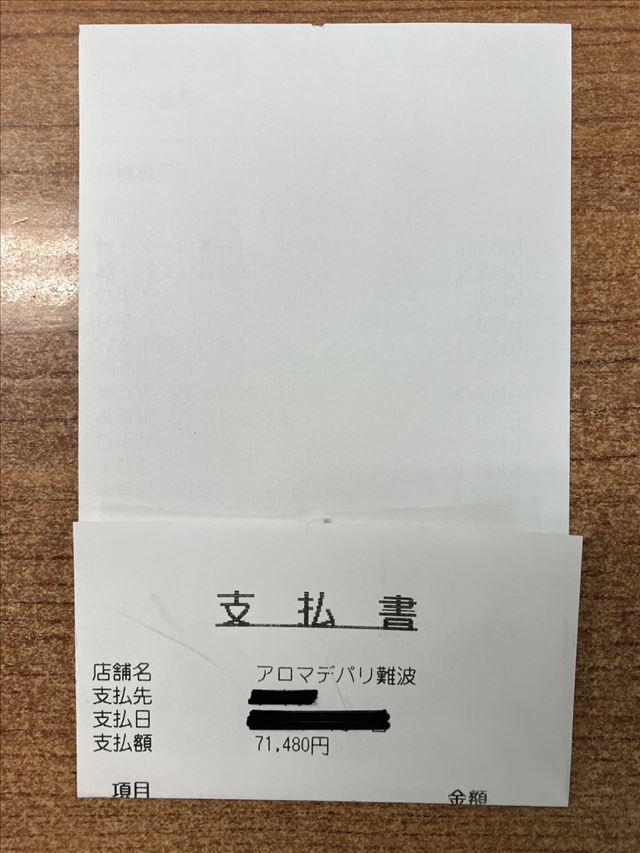 支払書
店舗名 アロマデパリ難波
支払先
支払日
支払額 71,480円
項目 金額